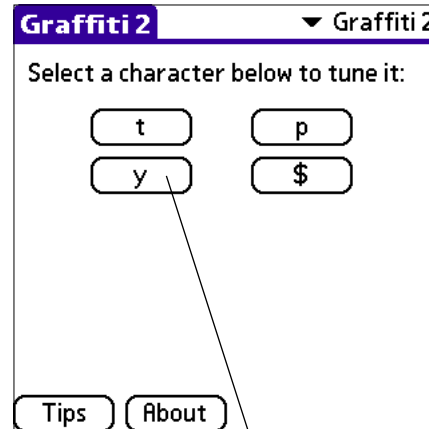 Graffiti 2 Graffiti 2
Select a character below to tune it:
t p
y $
Tips About